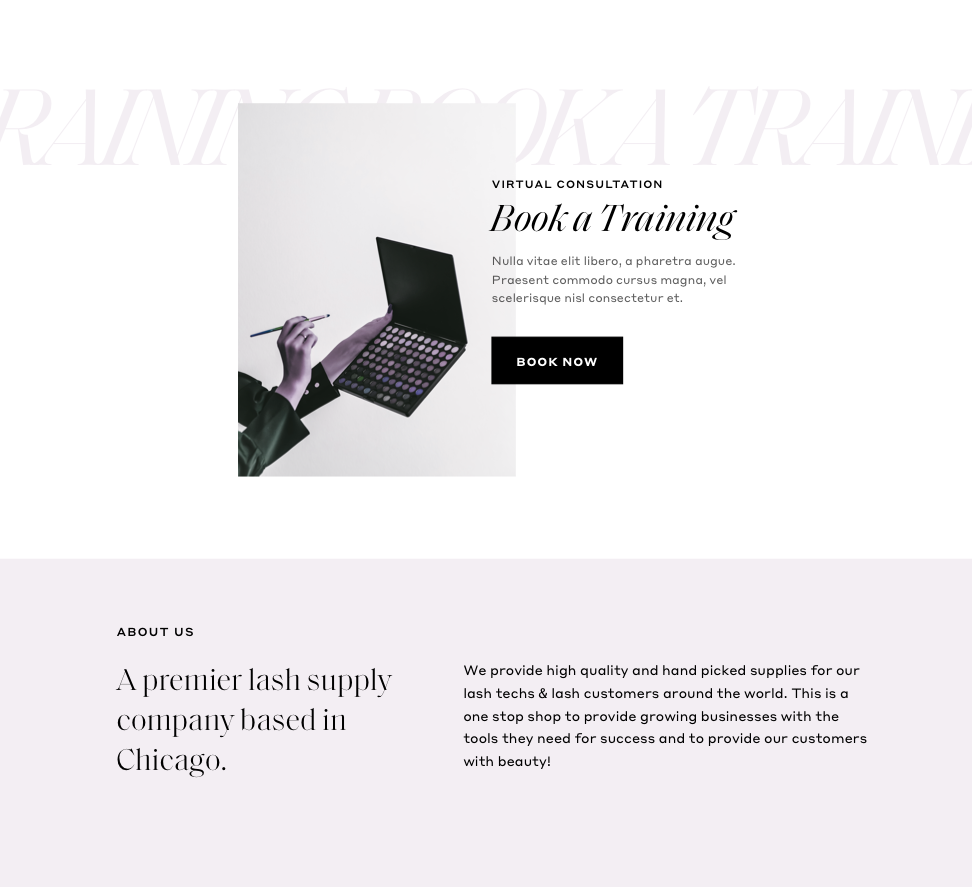 RAINING BOOK A TRAINI
VIRTUAL CONSULTATION
Book a Training
Nulla vitae elit libero, a pharetra augue.
Praesent commodo cursus magna, vel
scelerisque nisl consectetur et.
BOOK NOW
ABOUT US
A premier lash supply
company based in
Chicago.
We provide high quality and hand picked supplies for our
lash techs & lash customers around the world. This is a
one stop shop to provide growing businesses with the
tools they need for success and to provide our customers
with beauty!